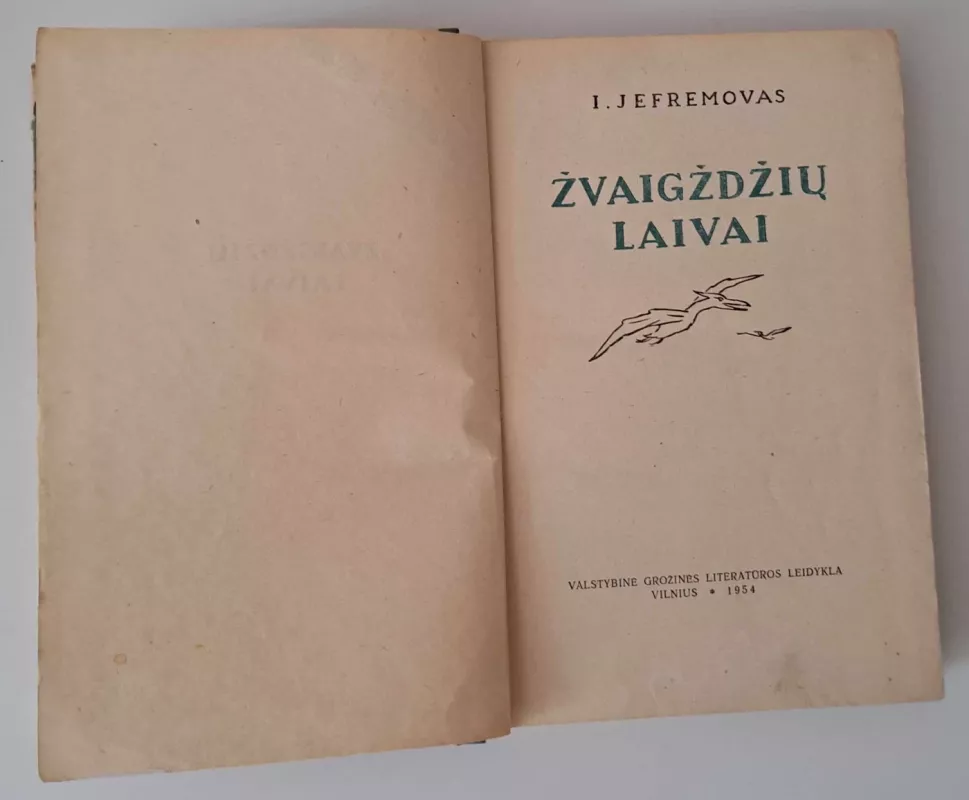 I. JEFREMOVAS
ŽVAIGŽDŽIŲ
LAIVAI
VALSTYBINĖ GROŽINĖS LITERATŪROS LEIDYKLA
VILNIUS * 1954